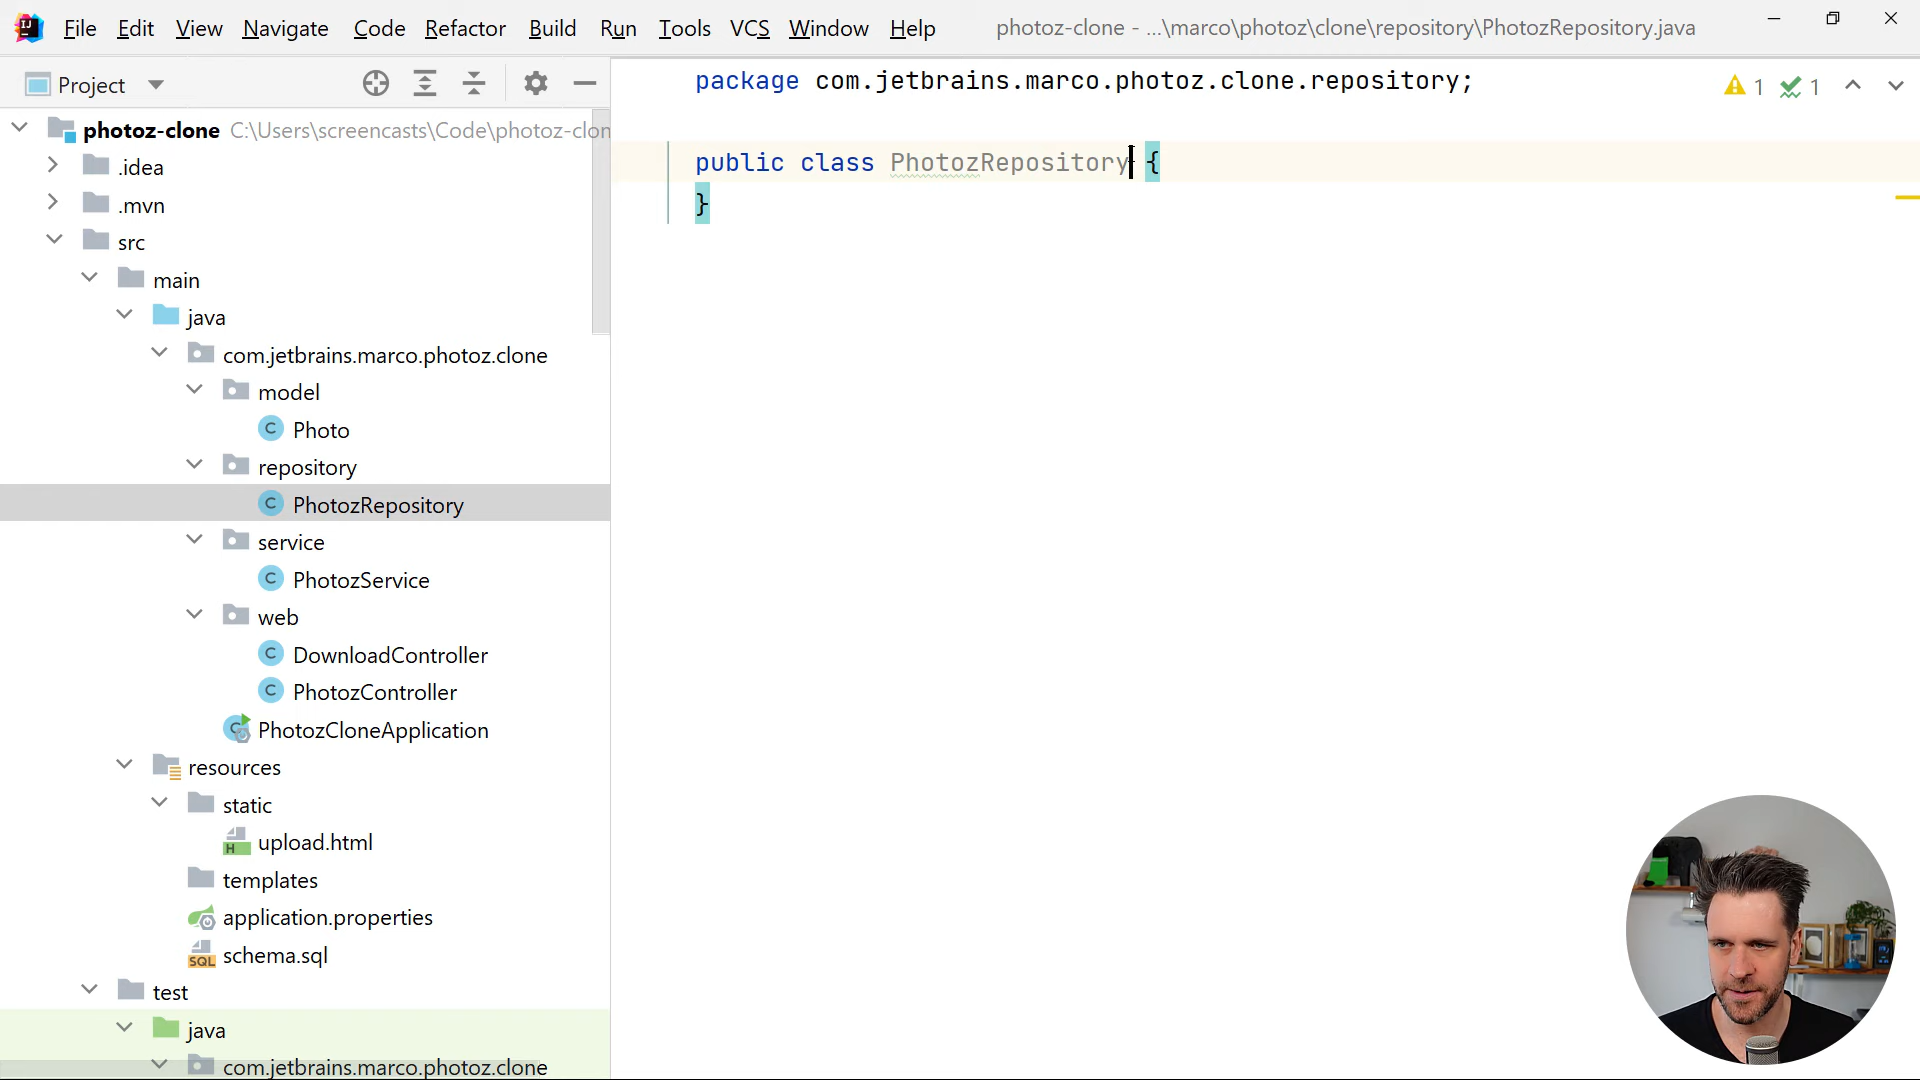 File Edit View Navigate Code Refactor Build Run Tools VCS Window Help photoz-clone - ...\marco\photoz\clone\repository\PhotozRepository.java
Project
package com.jetbrains.marco.photoz.clone.repository;
1 1
photoz-clone C:\Users\screencasts\Code\photoz-clon
public class PhotozRepository {
}
.idea
.mvn
src
main
java
com.jetbrains.marco.photoz.clone
model
C Photo
repository
C PhotozRepository
service
C PhotozService
web
C DownloadController
C PhotozController
PhotozCloneApplication
resources
static
H upload.html
templates
application.properties
SQL schema.sql
test
java
com.jetbrains.marco.photoz.clone